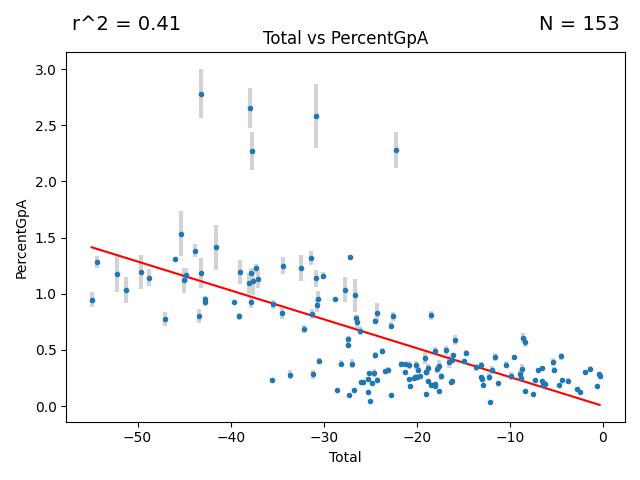 r^2 = 0.41
N = 153
Total vs PercentGpA
3.0
2.5
2.0
1.5
1.0
0.5
0.0
PercentGpA
−50
−40
−30
−20
−10
0
Total